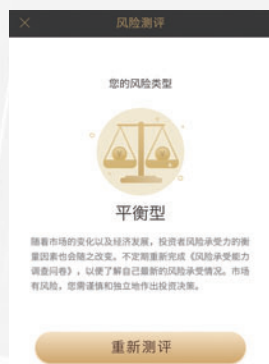 风险测评
您的风险类型
平衡型
随着市场的变化以及经济发展，投资者风险承受力的衡
量因素也会随之改变。不定期重新完成《风险承受能力
调查问卷》，以便了解自己最新的风险承受情况。市场
有风险，您需谨慎和独立地作出投资决策。
重新测评